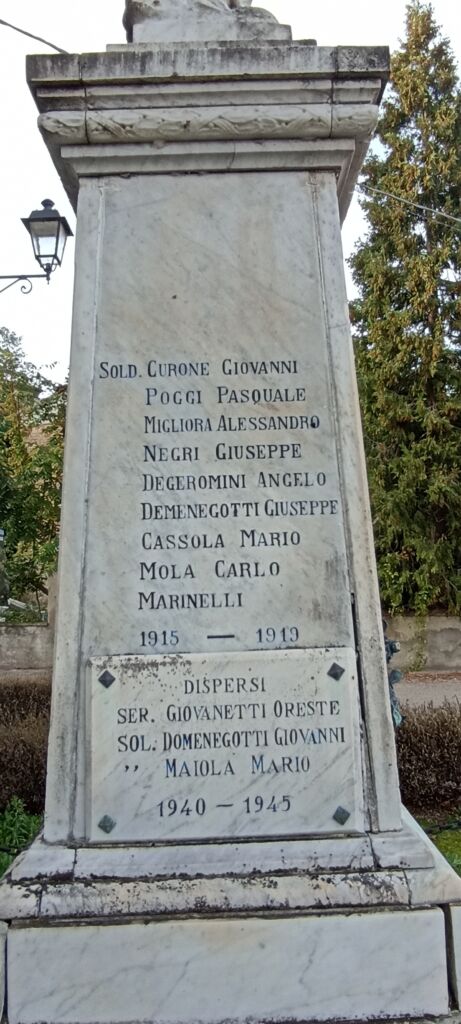 SOLD. CURONE GIOVANNI
POGGI PASQUALE
MIGLIORA ALESSANDRO
NEGRI GIUSEPPE
DEGEROMINI ANGELO
DEMENEGOTTI GIUSEPPE
CASSOLA MARIO
MOLA CARLO
MARINELLI
1915 — 1919
DISPERSI
SER. GIOVANETTI ORESTE
SOL. DOMENEGOTTI GIOVANNI
,, MAIOLA MARIO
1940 — 1945